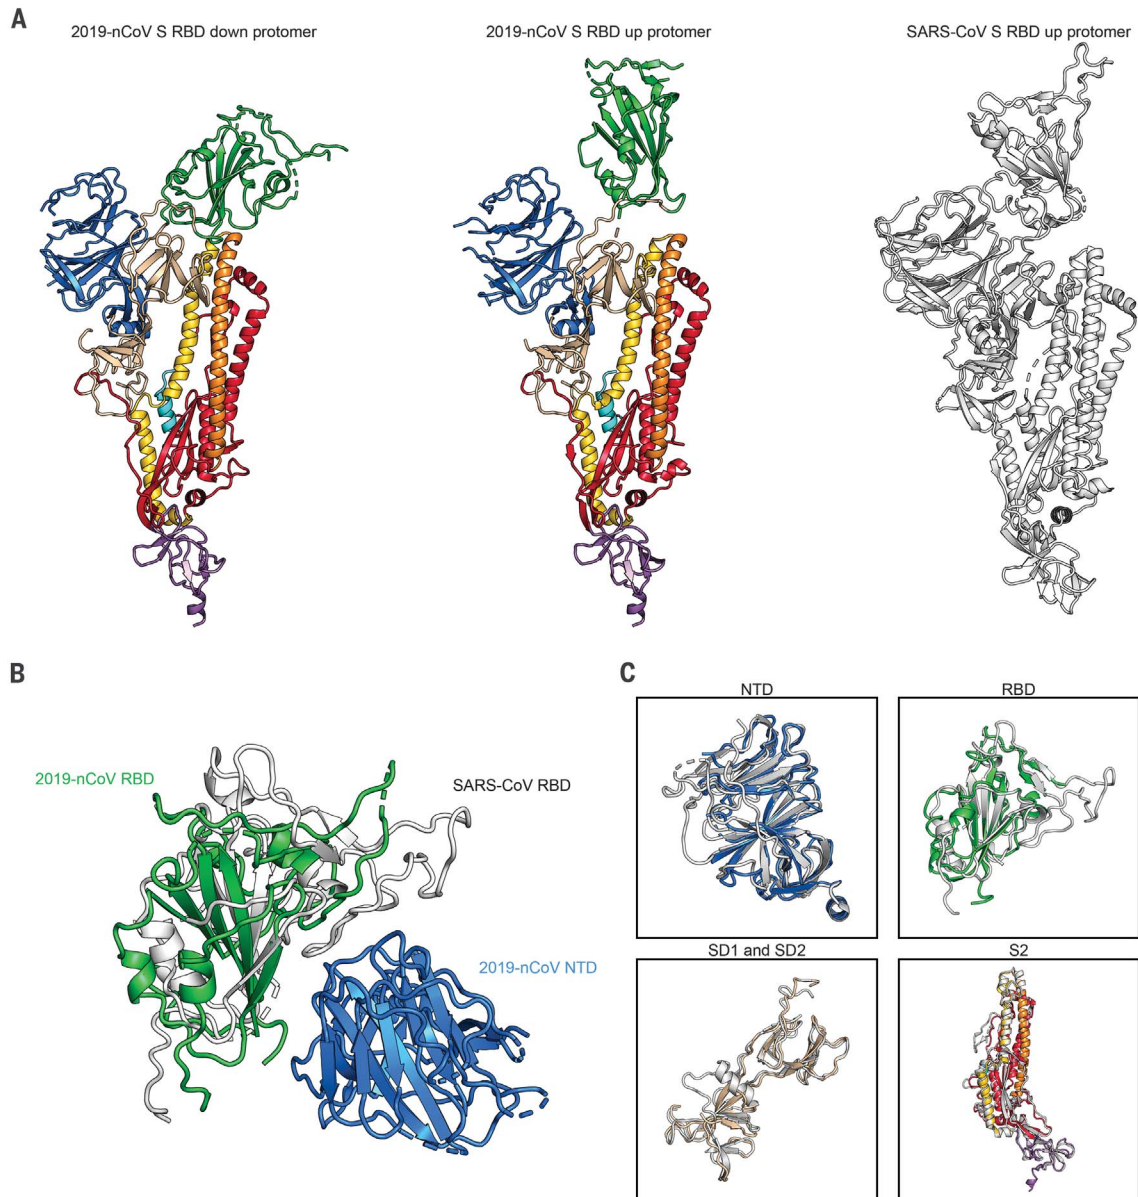 A
2019-nCoV S RBD down protomer
2019-nCoV S RBD up protomer
SARS-CoV S RBD up protomer
B
2019-nCoV RBD
SARS-CoV RBD
2019-nCoV NTD
C
NTD
RBD
SD1 and SD2
S2